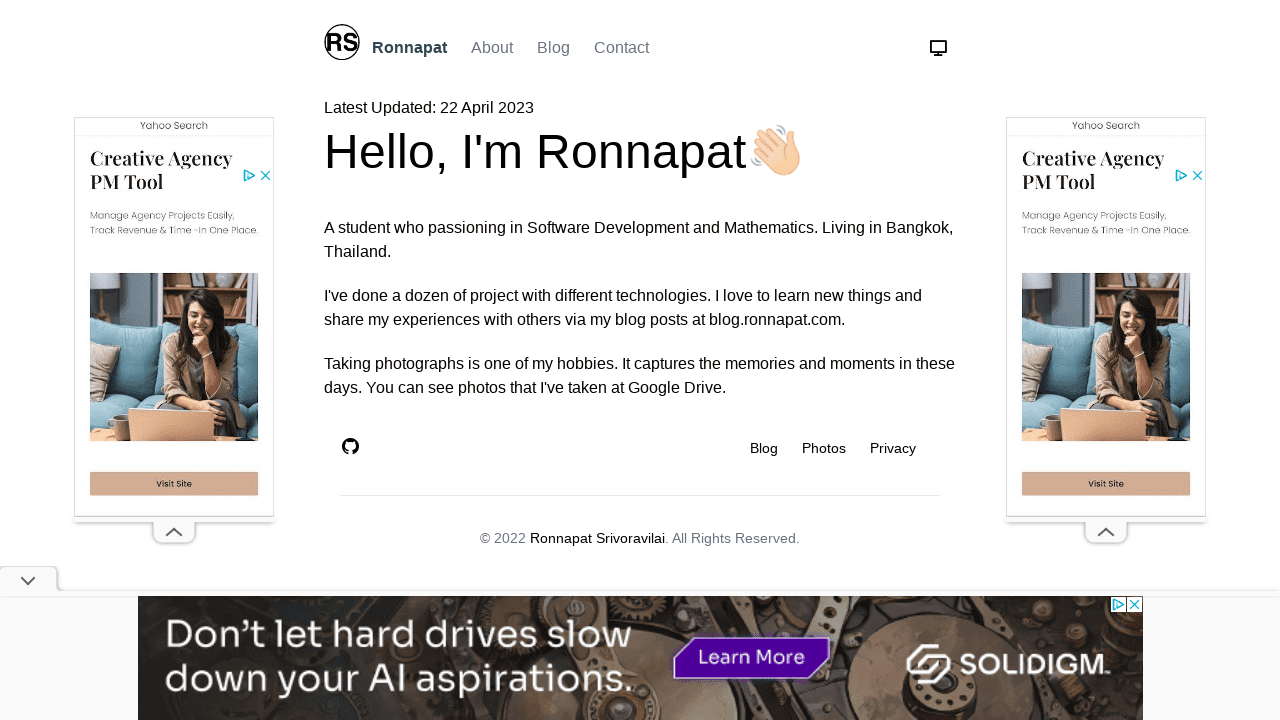 RS
Ronnapat
About
Blog
Contact
Latest Updated: 22 April 2023
Hello, I'm Ronnapat👋🏻
A student who passioning in Software Development and Mathematics. Living in Bangkok,
Thailand.
I've done a dozen of project with different technologies. I love to learn new things and
share my experiences with others via my blog posts at blog.ronnapat.com.
Taking photographs is one of my hobbies. It captures the memories and moments in these
days. You can see photos that I've taken at Google Drive.
Blog
Photos
Privacy
© 2022 Ronnapat Srivoravilai. All Rights Reserved.
Yahoo Search
Creative Agency
PM Tool
Manage Agency Projects Easily,
Track Revenue & Time -In One Place.
Visit Site
Yahoo Search
Creative Agency
PM Tool
Manage Agency Projects Easily,
Track Revenue & Time -In One Place.
Visit Site
Don't let hard drives slow
down your AI aspirations.
Learn More
SOLIDIGM